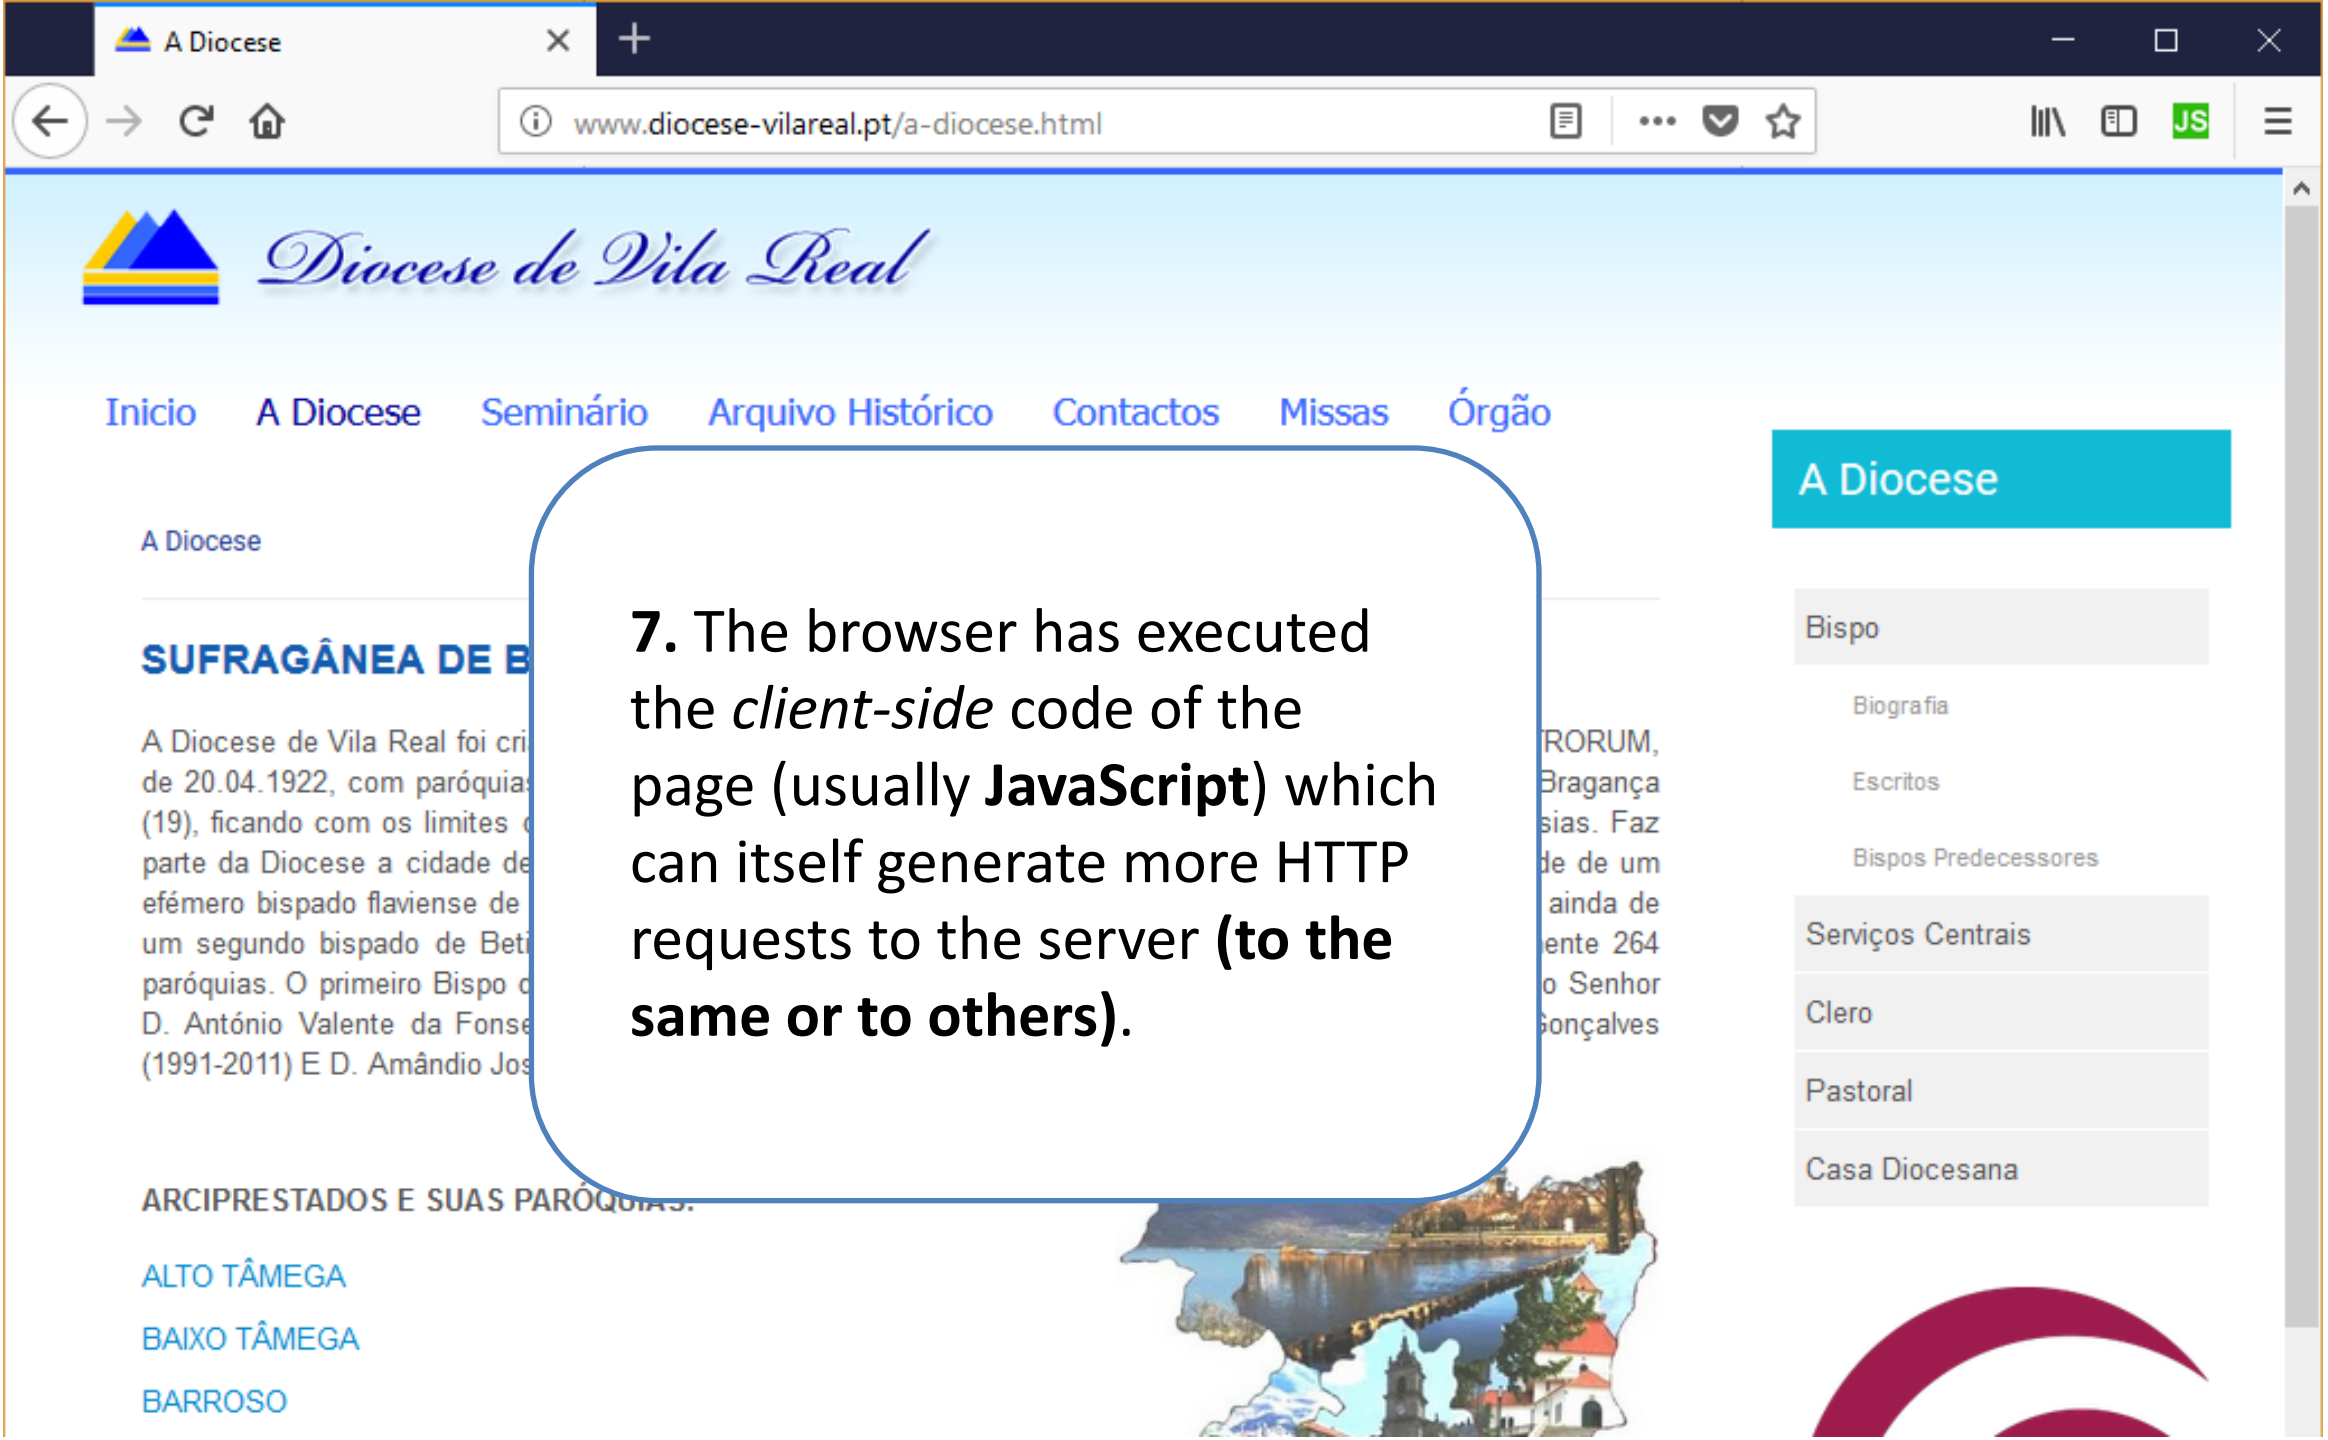 A Diocese
www.diocese-vilareal.pt/a-diocese.html
JS
Diocese de Vila Real
Inicio A Diocese Seminário Arquivo Histórico Contactos Missas Órgão
A Diocese
SUFRAGÂNEA DE B
A Diocese de Vila Real foi
de 20.04.1922, com
(19), ficando com os limites
parte da Diocese a cidade de
efémero bispado flaviense de
um segundo bispado de
paróquias. O primeiro Bispo
D. António Valente da
(1991-2011) E D. Amândio
RORUM,
Bragança
sias. Faz
de de um
ainda de
ente 264
o Senhor
Gonçalves
7. The browser has executed
the client-side code of the
page (usually JavaScript) which
can itself generate more HTTP
requests to the server (to the
same or to others).
ARCIPRESTADOS E SUAS PARÓQUIAS:
ALTO TÂMEGA
BAIXO TÂMEGA
BARROSO
A Diocese
Bispo
Biografia
Escritos
Bispos Predecessores
Serviços Centrais
Clero
Pastoral
Casa Diocesana